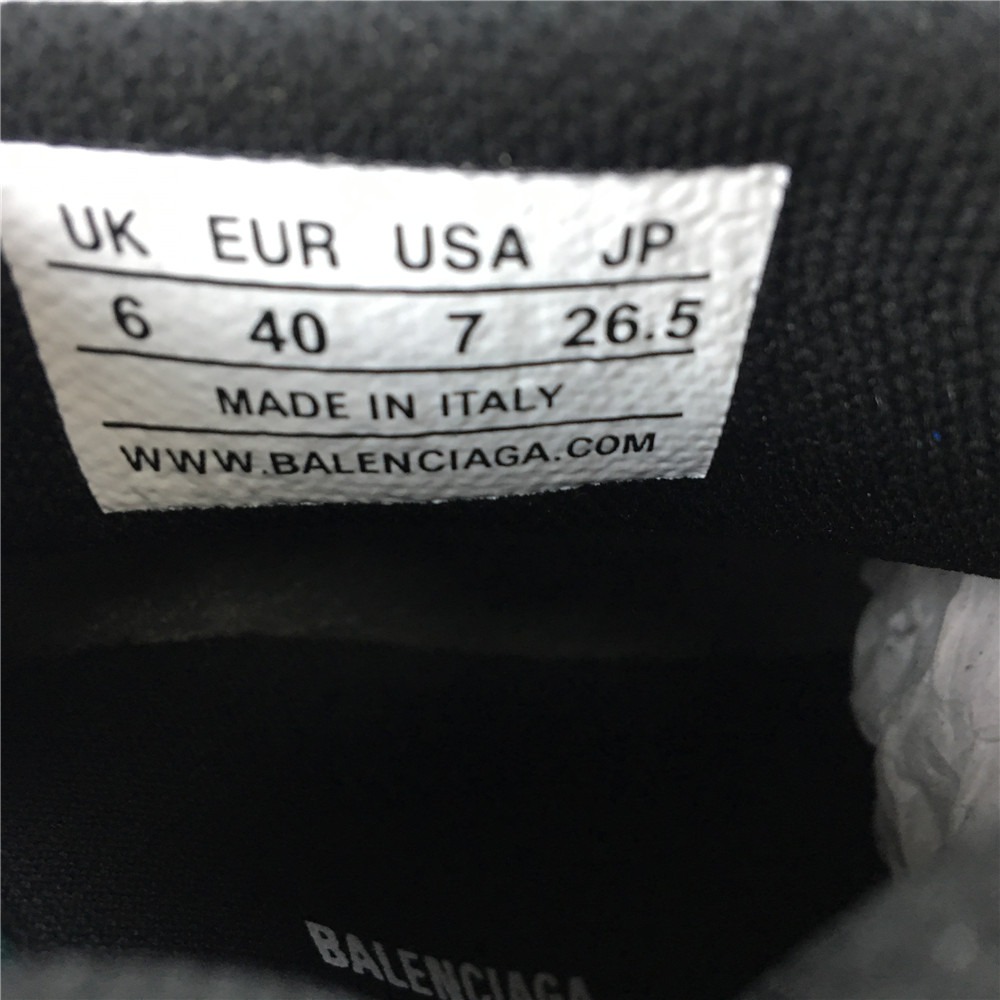 UK EUR USA JP
6 40 7 26.5
MADE IN ITALY
WWW.BALENCIAGA.COM
BALENCIAGA